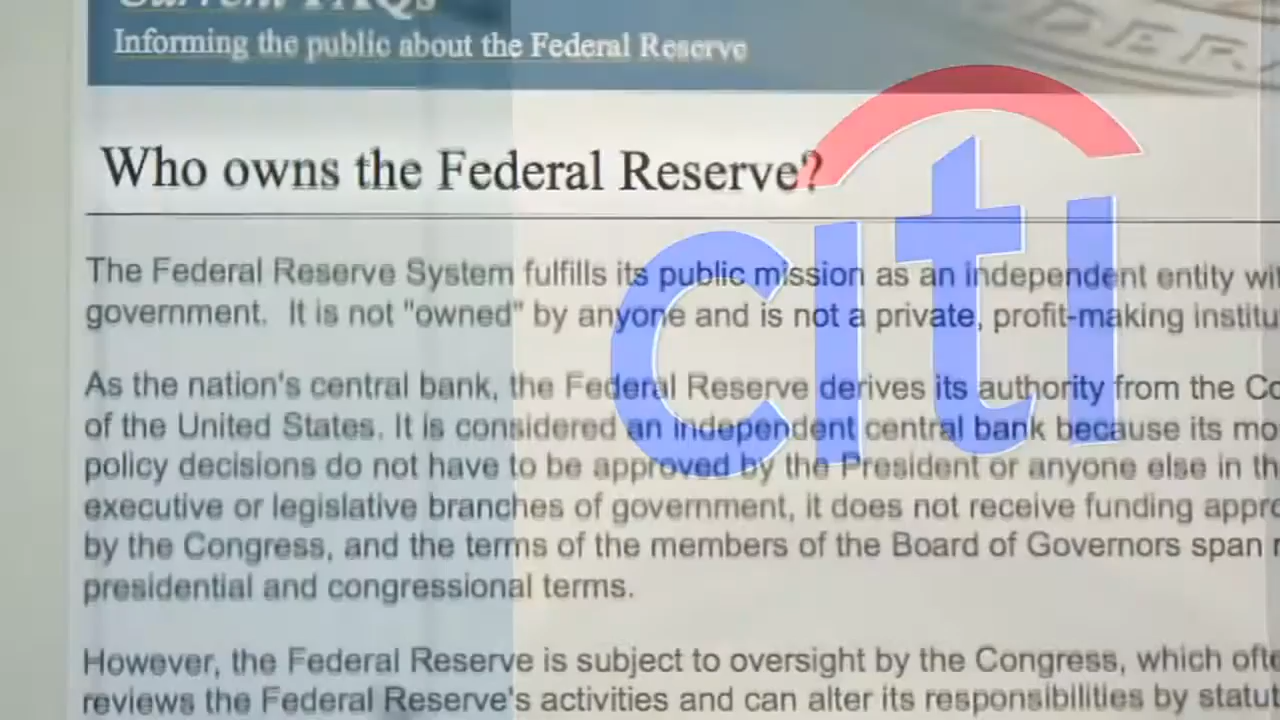 Current FAQs
Informing the public about the Federal Reserve
DERA
Who owns the Federal Reserve?
citi
The Federal Reserve System fulfills its public mission as an independent entity wit
government. It is not "owned" by anyone and is not a private, profit-making institu
As the nation's central bank, the Federal Reserve derives its authority from the Co
of the United States. It is considered an independent central bank because its mo
policy decisions do not have to be approved by the President or anyone else in th
executive or legislative branches of government, it does not receive funding appro
by the Congress, and the terms of the members of the Board of Governors span
presidential and congressional terms.
However, the Federal Reserve is subject to oversight by the Congress, which ofte
reviews the Federal Reserve's activities and can alter its responsibilities by statut